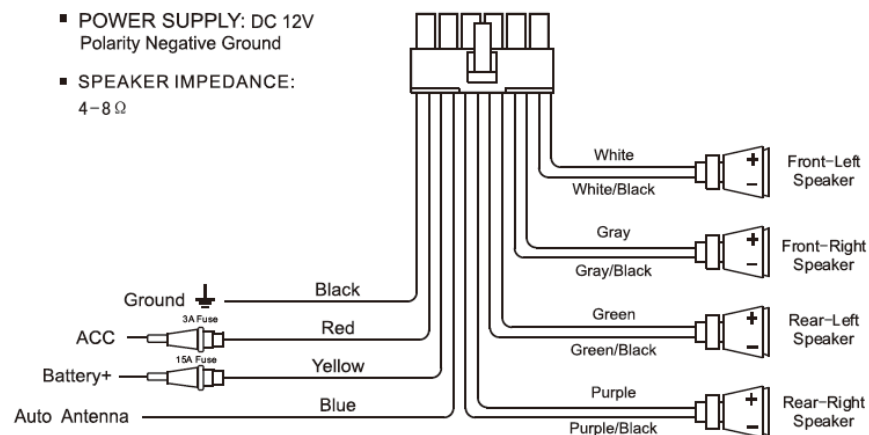 ▪ POWER SUPPLY: DC 12V
Polarity Negative Ground
▪ SPEAKER IMPEDANCE:
4-8 Ω
White
White/Black
+
−
Front-Left
Speaker
Gray
Gray/Black
+
−
Front-Right
Speaker
Green
Green/Black
+
−
Rear-Left
Speaker
Purple
Purple/Black
+
−
Rear-Right
Speaker
Ground
Black
3A Fuse
ACC
Red
15A Fuse
Battery+
Yellow
Auto Antenna
Blue